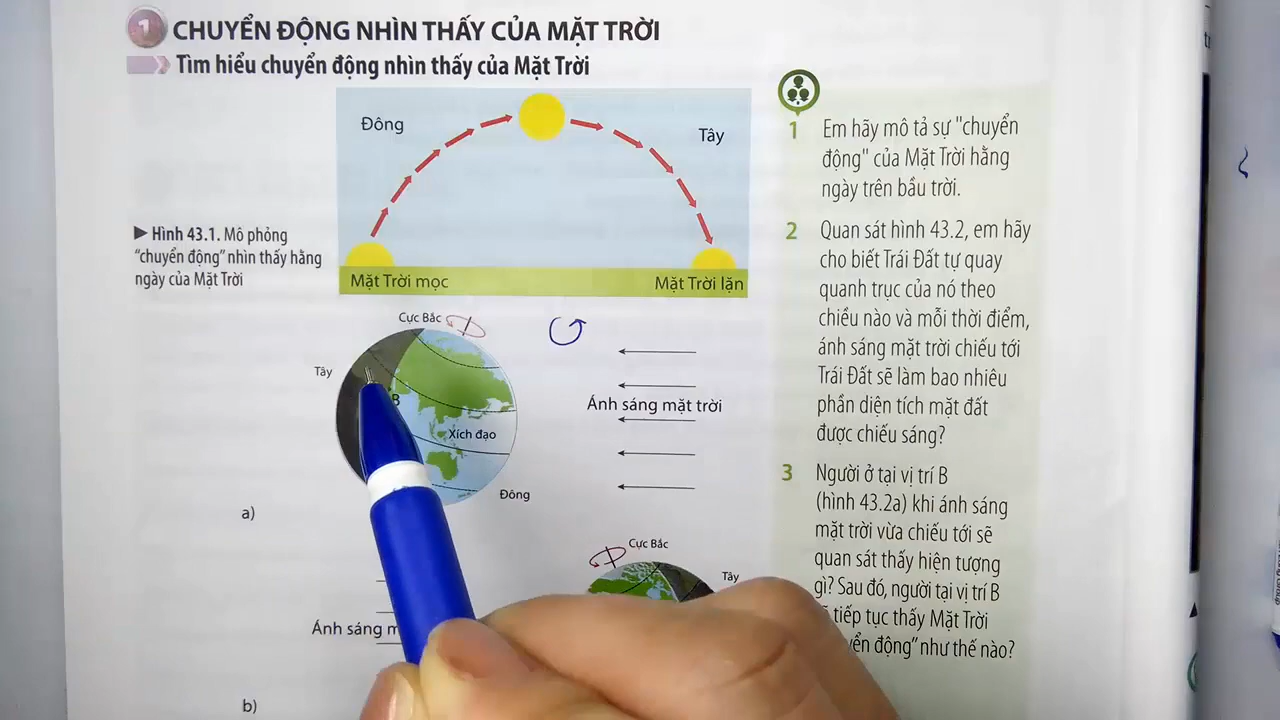 1 CHUYỂN ĐỘNG NHÌN THẤY CỦA MẶT TRỜI
Tìm hiểu chuyển động nhìn thấy của Mặt Trời
Đông
Tây
Mặt Trời mọc
Mặt Trời lặn
▶ Hình 43.1. Mô phỏng
"chuyển động" nhìn thấy hằng
ngày của Mặt Trời
Cực Bắc
Tây
B
Xích đạo
Đông
Ánh sáng mặt trời
a)
Cực Bắc
Tây
Ánh sáng
b)
1 Em hãy mô tả sự "chuyển
động" của Mặt Trời hằng
ngày trên bầu trời.
2 Quan sát hình 43.2, em hãy
cho biết Trái Đất tự quay
quanh trục của nó theo
chiều nào và mỗi thời điểm,
ánh sáng mặt trời chiếu tới
Trái Đất sẽ làm bao nhiêu
phần diện tích mặt đất
được chiếu sáng?
3 Người ở tại vị trí B
(hình 43.2a) khi ánh sáng
mặt trời vừa chiếu tới sẽ
quan sát thấy hiện tượng
gì? Sau đó, người tại vị trí B
tiếp tục thấy Mặt Trời
động" như thế nào?